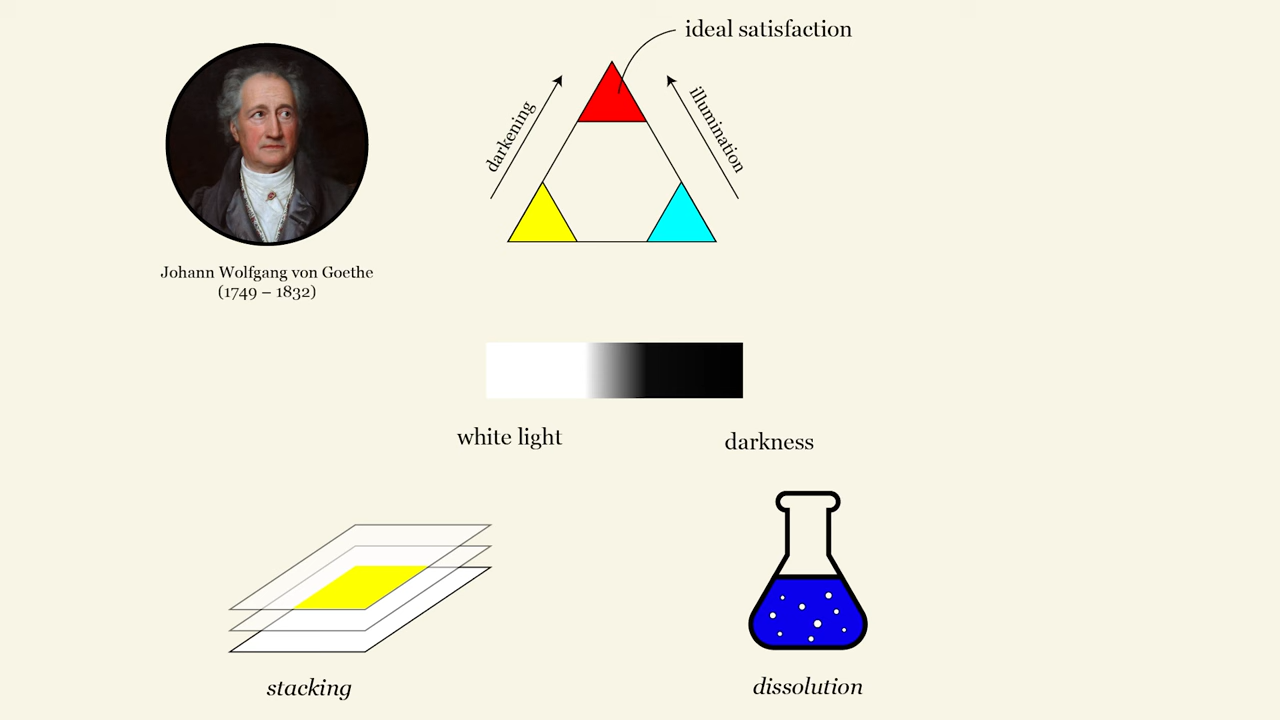 ideal satisfaction
darkening
illumination
Johann Wolfgang von Goethe
(1749 – 1832)
white light
darkness
stacking
dissolution